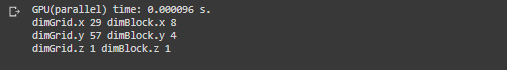 GPU(parallel) time: 0.000096 s.
dimGrid.x 29 dimBlock.x 8
dimGrid.y 57 dimBlock.y 4
dimGrid.z 1 dimBlock.z 1